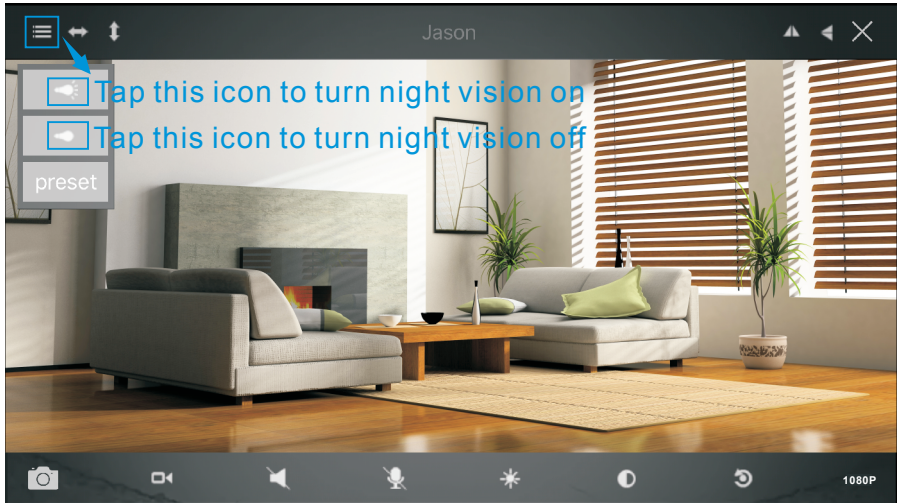 Jason
Tap this icon to turn night vision on
Tap this icon to turn night vision off
preset
1080P